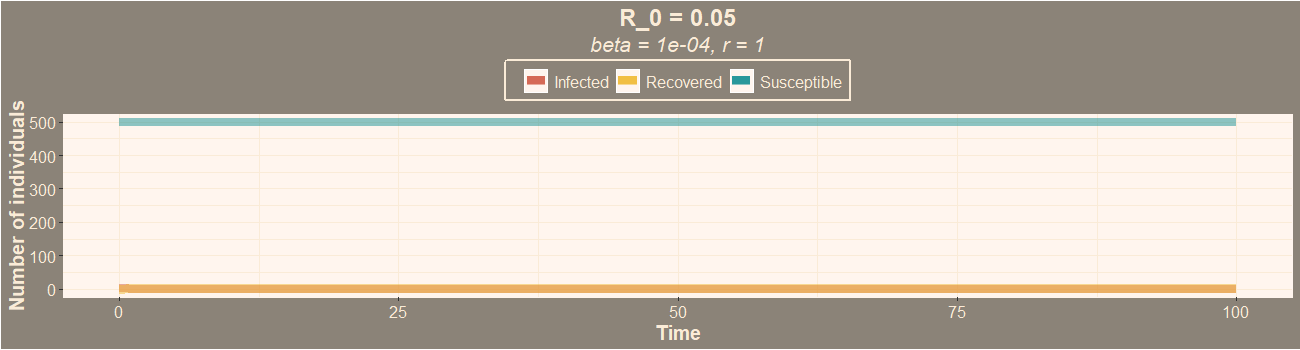 R_0 = 0.05
beta = 1e-04, r = 1
Infected Recovered Susceptible
Number of individuals
500
400
300
200
100
0
0 25 50 75 100
Time